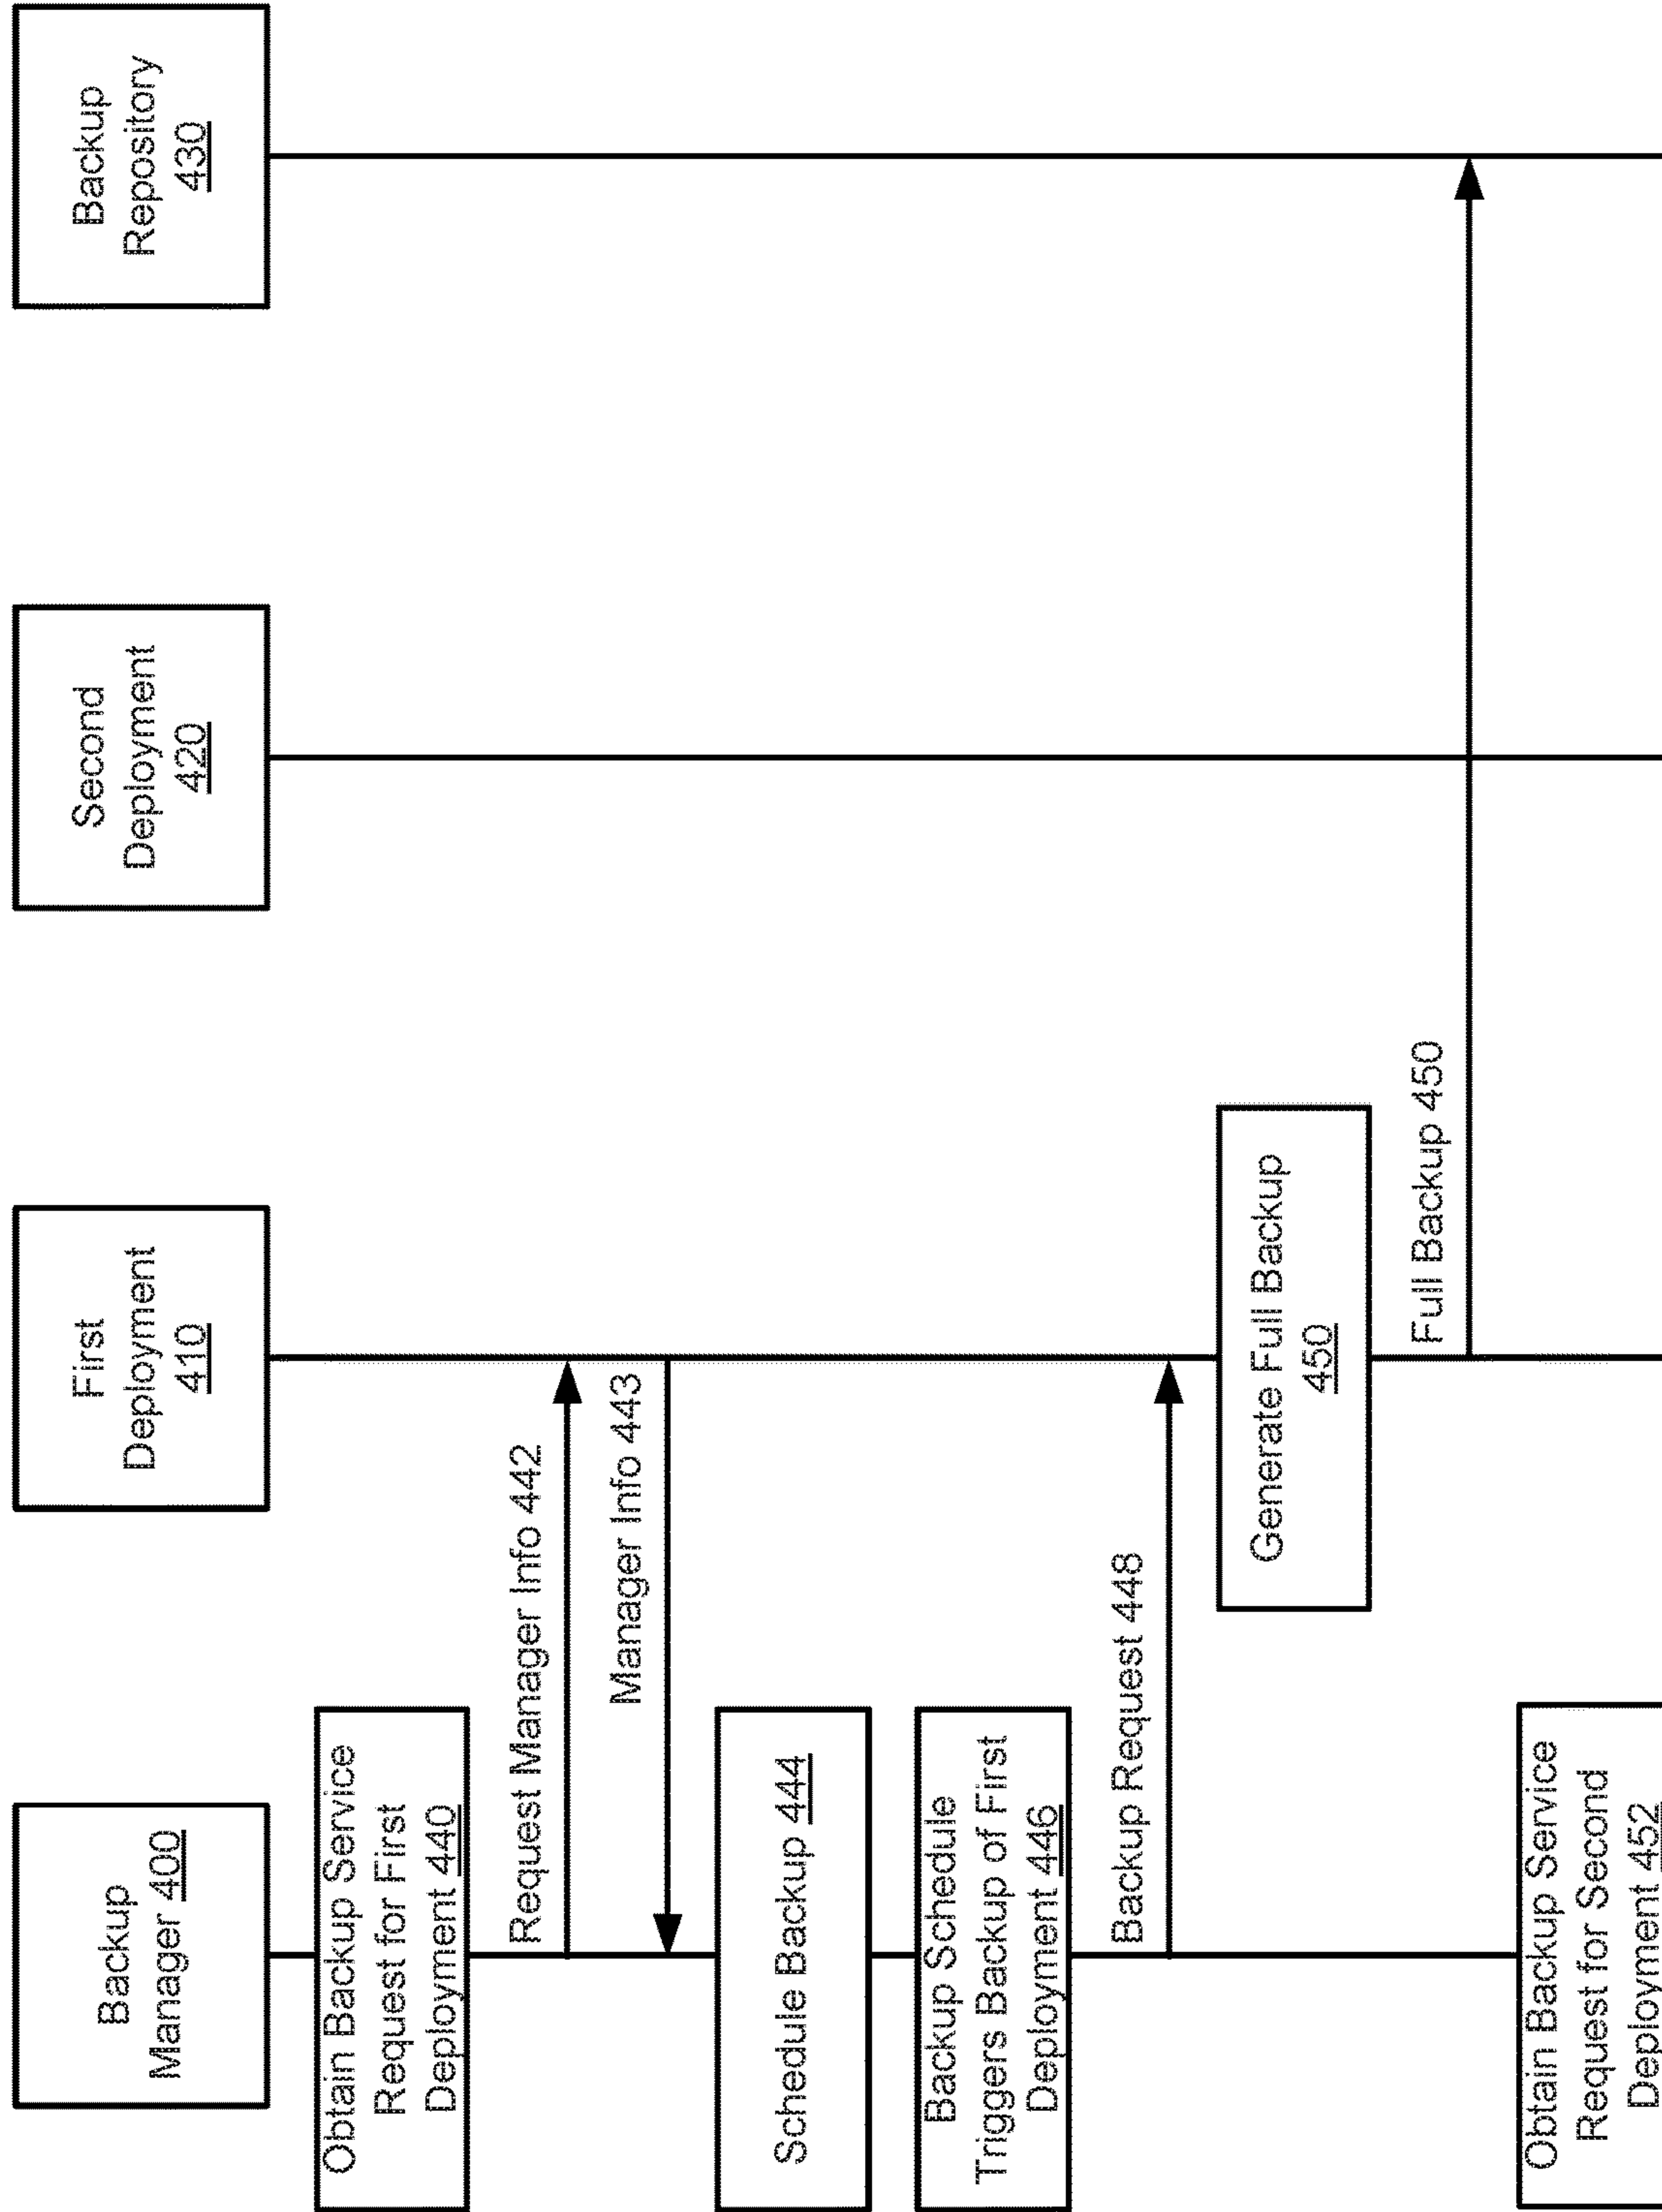 Backup
Manager 400
First
Deployment
410
Second
Deployment
420
Backup
Repository
430
Obtain Backup Service
Request for First
Deployment 440
Request Manager Info 442
Manager Info 443
Schedule Backup 444
Backup Schedule
Triggers Backup of First
Deployment 446
Backup Request 448
Generate Full Backup
450
Full Backup 450
Obtain Backup Service
Request for Second
Deployment 452